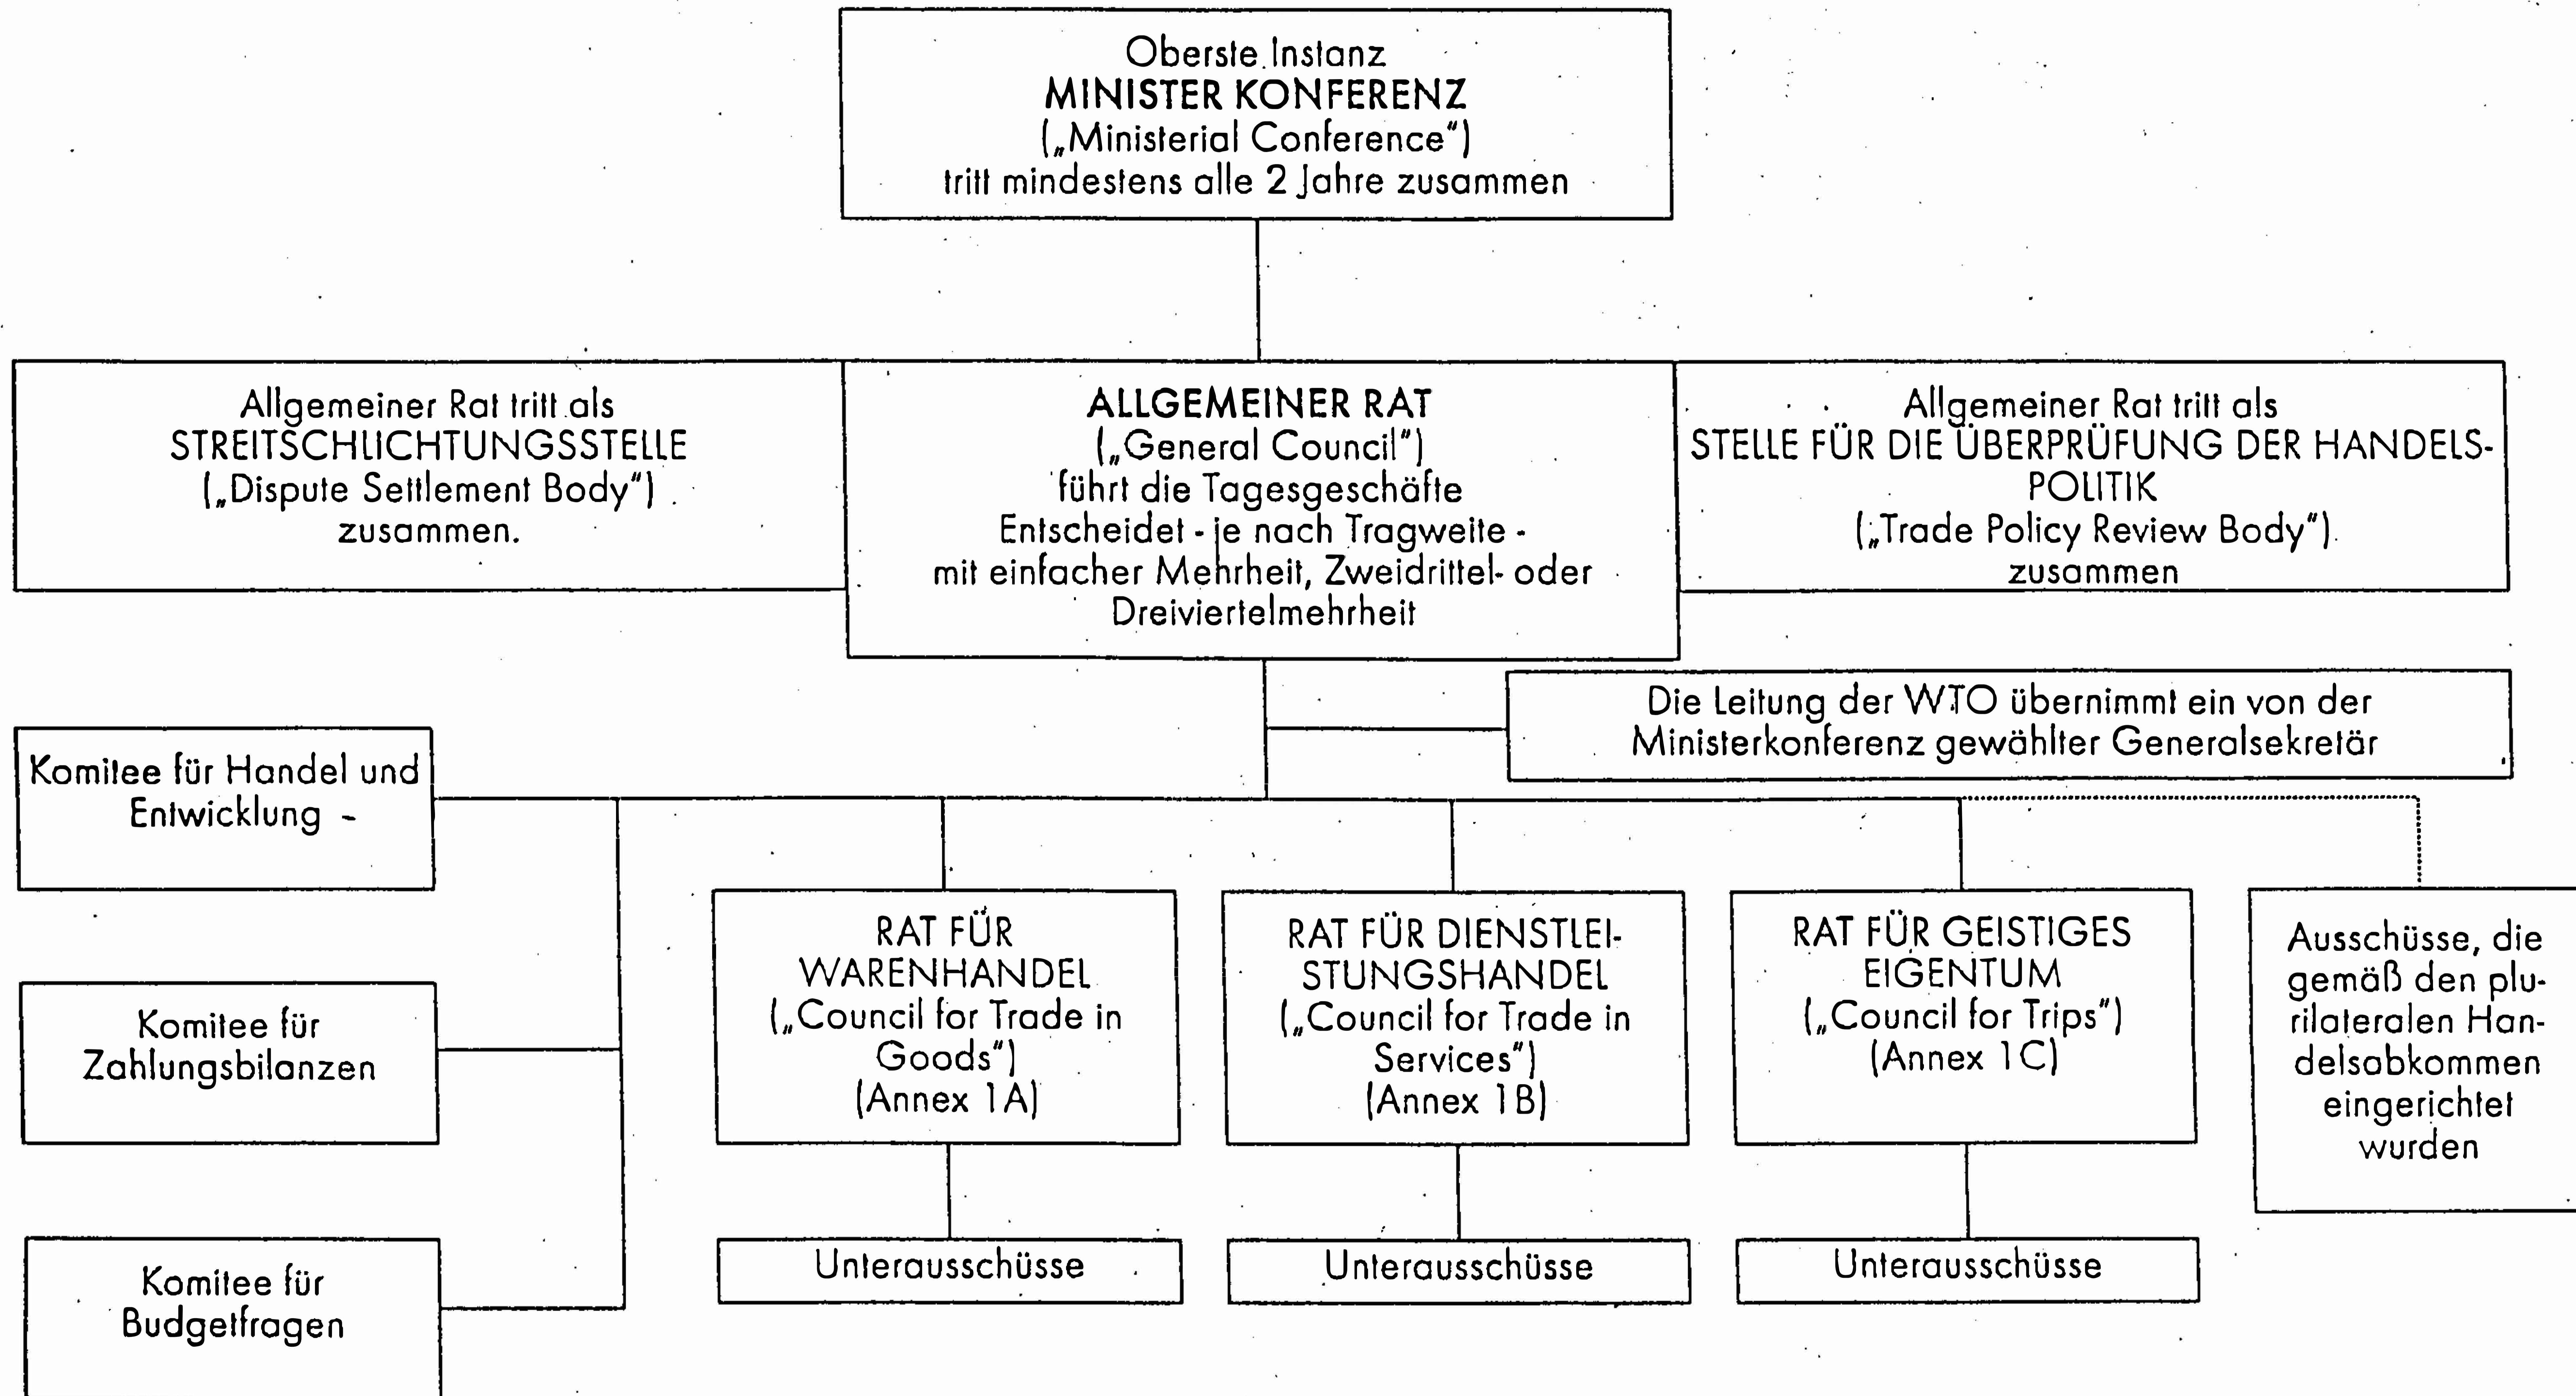 Oberste Instanz
MINISTER KONFERENZ
(„Ministerial Conference“)
tritt mindestens alle 2 Jahre zusammen
Allgemeiner Rat tritt als
STREITSCHLICHTUNGSSTELLE
(„Dispute Settlement Body“)
zusammen.
ALLGEMEINER RAT
(„General Council“)
führt die Tagesgeschäfte
Entscheidet - je nach Tragweite -
mit einfacher Mehrheit, Zweidrittel- oder
Dreiviertelmehrheit
Allgemeiner Rat tritt als
STELLE FÜR DIE ÜBERPRÜFUNG DER HANDELS-
POLITIK
(„Trade Policy Review Body“)
zusammen
Die Leitung der WTO übernimmt ein von der
Ministerkonferenz gewählter Generalsekretär
Komitee für Handel und
Entwicklung -
Komitee für
Zahlungsbilanzen
Komitee für
Budgetfragen
RAT FÜR
WARENHANDEL
(„Council for Trade in
Goods“)
(Annex 1A)
RAT FÜR DIENSTLEI-
STUNGSHANDEL
(„Council for Trade in
Services“)
(Annex 1B)
RAT FÜR GEISTIGES
EIGENTUM
(„Council for Trips“)
(Annex 1C)
Ausschüsse, die
gemäß den plu-
rilateralen Han-
delsabkommen
eingerichtet
wurden
Unterausschüsse
Unterausschüsse
Unterausschüsse